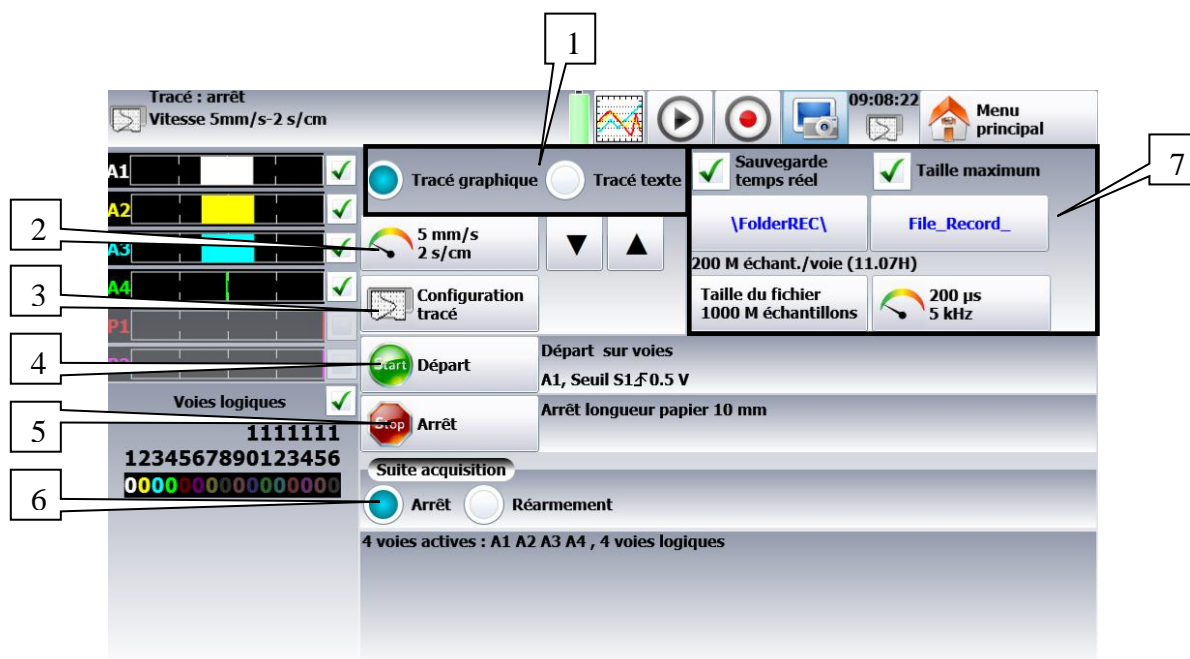 1
Tracé : arrêt
Vitesse 5mm/s-2 s/cm
09:08:22
Menu
principal
7
A1
Tracé graphique
Tracé texte
Sauvegarde
temps réel
Taille maximum
2
A2
5 mm/s
2 s/cm
\FolderREC\
File_Record_
A3
200 M échant./voie (11.07H)
3
A4
Configuration
tracé
Taille du fichier
1000 M échantillons
200 µs
5 kHz
P1
4
Start
Départ
Départ sur voies
A1, Seuil S1 0.5 V
Voies logiques
5
Stop
Arrêt
Arrêt longueur papier 10 mm
1111111
1234567890123456
0000000000000000
Suite acquisition
6
Arrêt
Réarmement
4 voies actives : A1 A2 A3 A4 , 4 voies logiques